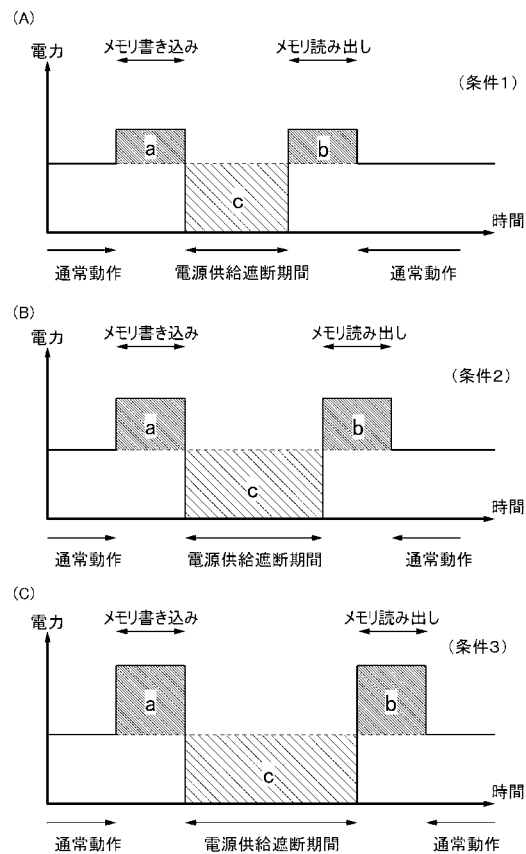 (A)
メモリ書き込み
メモリ読み出し
電力
(条件1)
a
b
c
時間
通常動作
電源供給遮断期間
通常動作
(B)
メモリ書き込み
メモリ読み出し
電力
(条件2)
a
b
c
時間
通常動作
電源供給遮断期間
通常動作
(C)
メモリ書き込み
メモリ読み出し
電力
(条件3)
a
b
c
時間
通常動作
電源供給遮断期間
通常動作